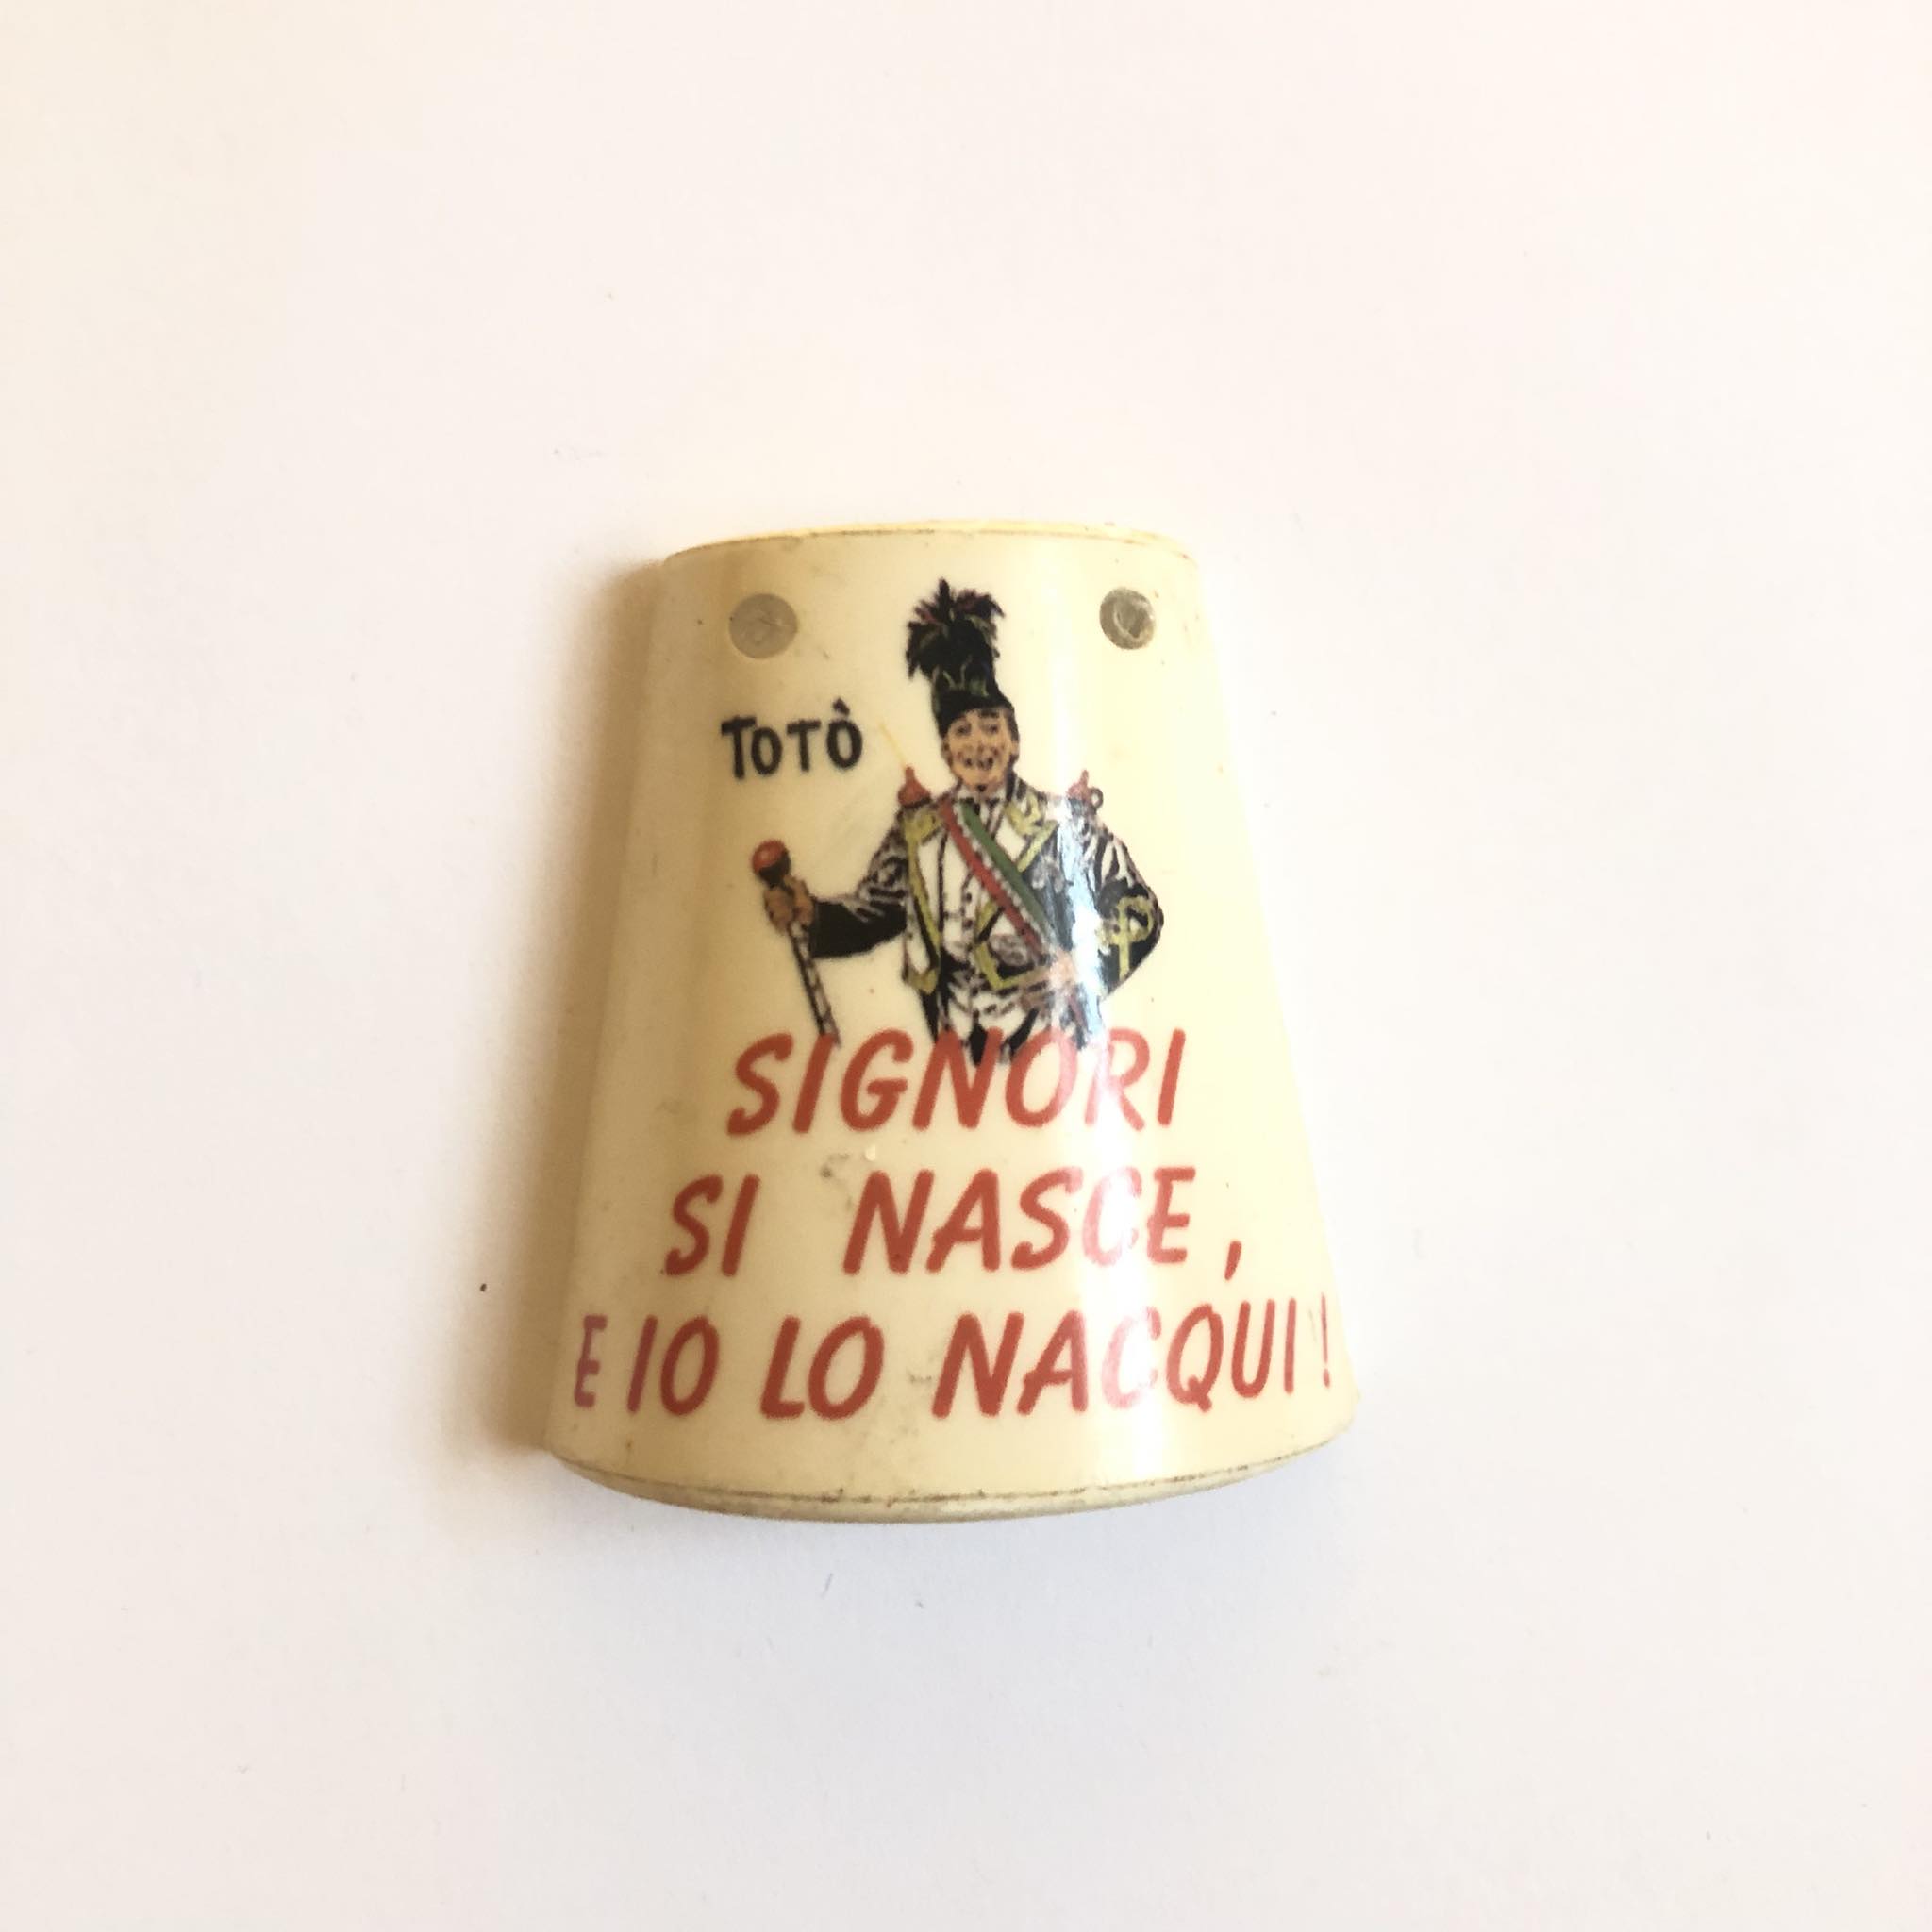 TOTÒ
SIGNORI
SI NASCE,
E IO LO NACQUI!